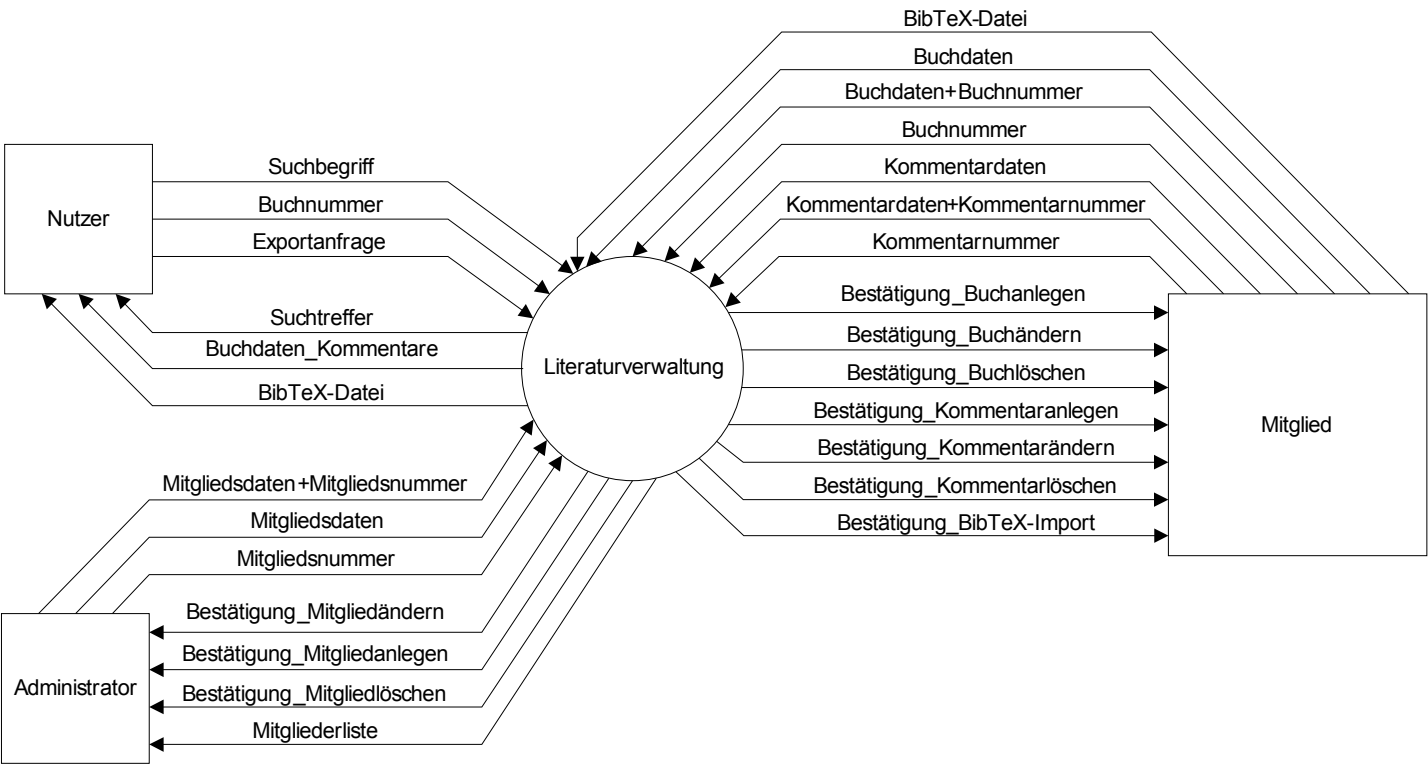 BibTeX-Datei
Buchdaten
Buchdaten+Buchnummer
Buchnummer
Kommentardaten
Kommentardaten+Kommentarnummer
Kommentarnummer
Nutzer
Suchbegriff
Buchnummer
Exportanfrage
Suchtreffer
Buchdaten_Kommentare
BibTeX-Datei
Literaturverwaltung
Bestätigung_Buchanlegen
Bestätigung_Buchändern
Bestätigung_Buchlöschen
Bestätigung_Kommentaranlegen
Bestätigung_Kommentarändern
Bestätigung_Kommentarlöschen
Bestätigung_BibTeX-Import
Mitglied
Mitgliedsdaten+Mitgliedsnummer
Mitgliedsdaten
Mitgliedsnummer
Bestätigung_Mitgliedändern
Bestätigung_Mitgliedanlegen
Bestätigung_Mitgliedlöschen
Mitgliederliste
Administrator